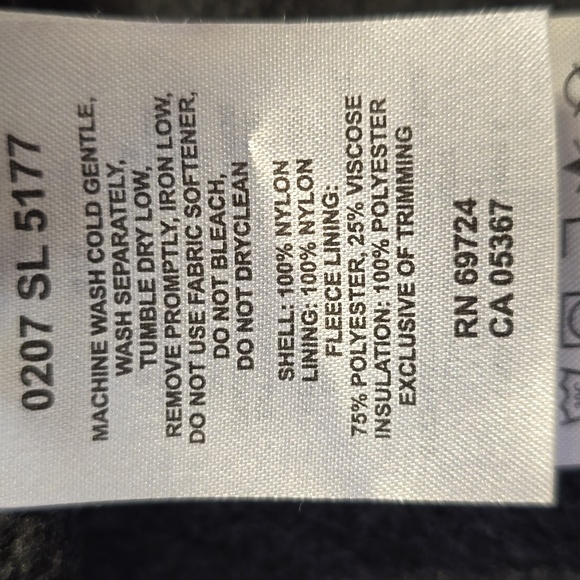 0207 SL 5177
MACHINE WASH COLD GENTLE,
WASH SEPARATELY,
TUMBLE DRY LOW,
REMOVE PROMPTLY, IRON LOW,
DO NOT USE FABRIC SOFTENER,
DO NOT BLEACH,
DO NOT DRYCLEAN
SHELL: 100% NYLON
LINING: 100% NYLON
FLEECE LINING:
75% POLYESTER, 25% VISCOSE
INSULATION: 100% POLYESTER
EXCLUSIVE OF TRIMMING
RN 69724
CA 05367